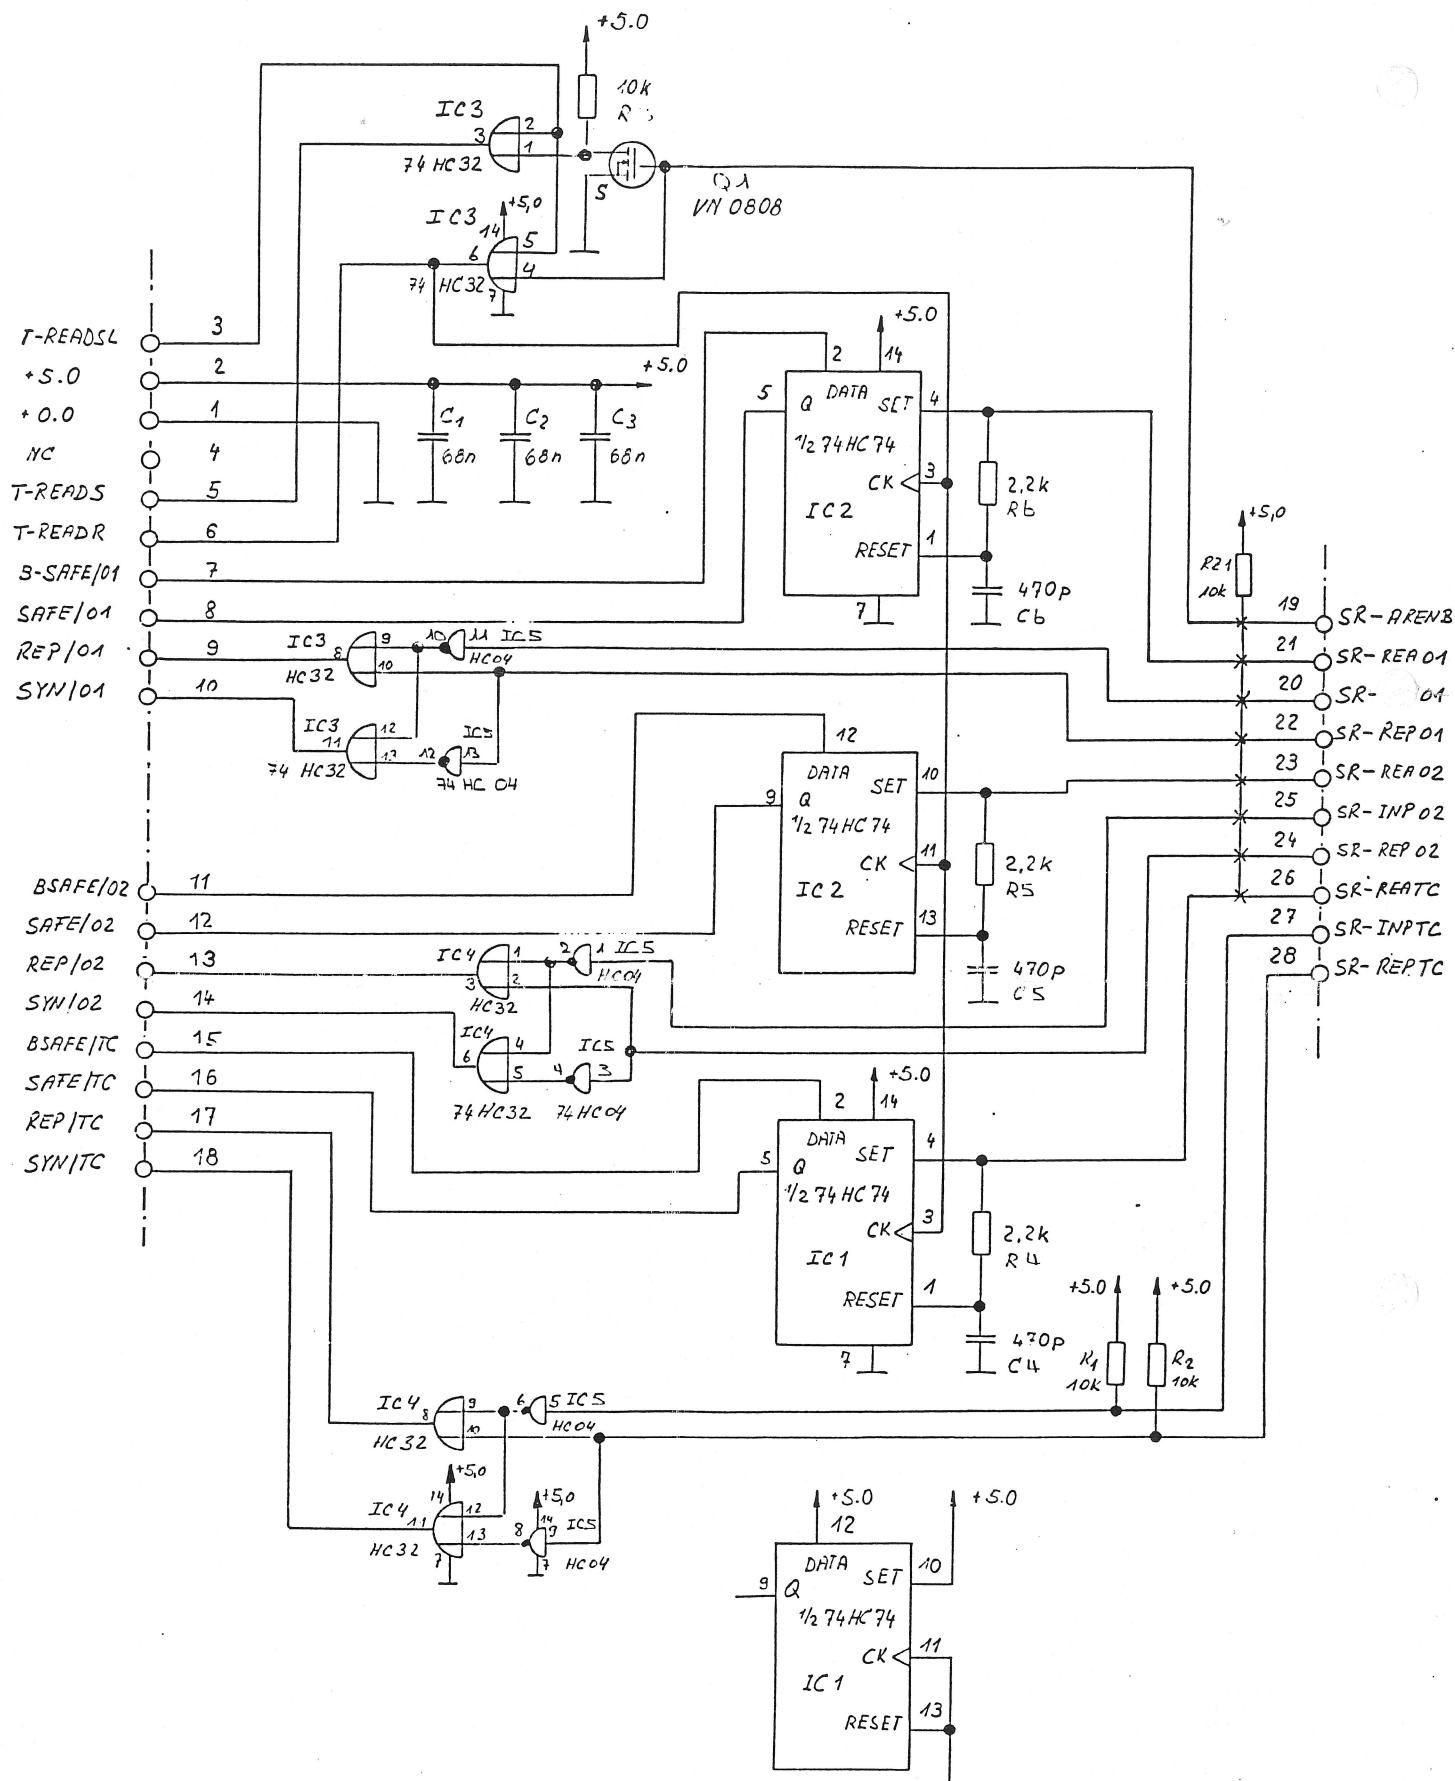 +5.0
10k
R
IC3
3
2
1
74 HC32
S
Q1
VN 0808
IC3
+5,0
14
6
5
4
74 HC32
7
T-READSL
3
+5.0
2
+0.0
1
NC
4
T-READS
5
T-READR
6
B-SAFE/01
7
SAFE/01
8
REP/01
9
SYN/01
10
+5.0
C1
68n
C2
68n
C3
68n
+5.0
2
14
5
Q
DATA
SET
4
1/2 74HC74
CK
3
IC2
RESET
1
7
2,2k
R6
470p
C6
+5,0
RZ1
10k
19
SR-ARENB
21
SR-REA01
20
SR- 01
22
SR-REP01
23
SR-REA02
25
SR-INP02
24
SR-REP02
26
SR-REATC
27
SR-INPTC
28
SR-REPTC
IC3
8
9
10
HC32
10
11
IC5
HC04
IC3
11
12
13
74 HC32
12
13
IC5
74 HC 04
12
9
Q
DATA
SET
10
1/2 74HC74
CK
11
IC2
RESET
13
2,2k
R5
470p
C5
BSAFE/02
11
SAFE/02
12
REP/02
13
SYN/02
14
BSAFE/TC
15
SAFE/TC
16
REP/TC
17
SYN/TC
18
IC4
1
2
3
HC32
2
1
IC5
HC04
IC4
6
4
5
74HC32
4
3
IC5
74HC04
+5.0
2
14
5
Q
DATA
SET
4
1/2 74HC74
CK
3
IC1
RESET
1
7
2,2k
R4
470p
C4
+5.0
+5.0
R1
10k
R2
10k
IC4
8
9
10
HC32
6
5
IC5
HC04
+5,0
IC4
14
11
12
13
HC32
7
+5,0
14
8
9
IC5
7
HC04
+5.0
+5.0
12
9
Q
DATA
SET
10
1/2 74HC74
CK
11
IC1
RESET
13